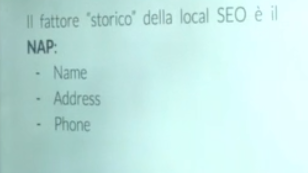 Il fattore "storico" della local SEO è il
NAP:
- Name
- Address
- Phone